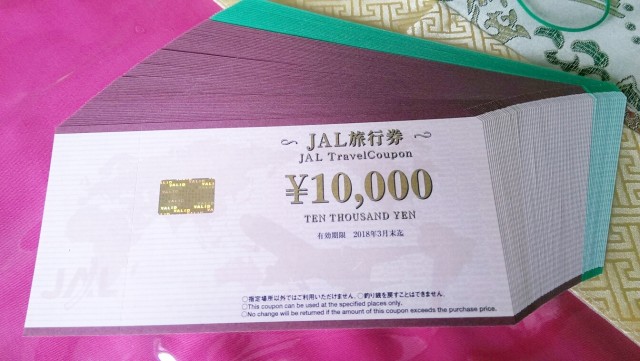 JAL旅行券
JAL TravelCoupon
¥10,000
TEN THOUSAND YEN
有効期限 2018年3月末迄
VALID
JAL
○指定場所以外ではご利用いただけません。○釣り銭を戻すことはできません。
○This coupon can be used at the specified places only.
○No change will be returned if the amount of this coupon exceeds the purchase price.